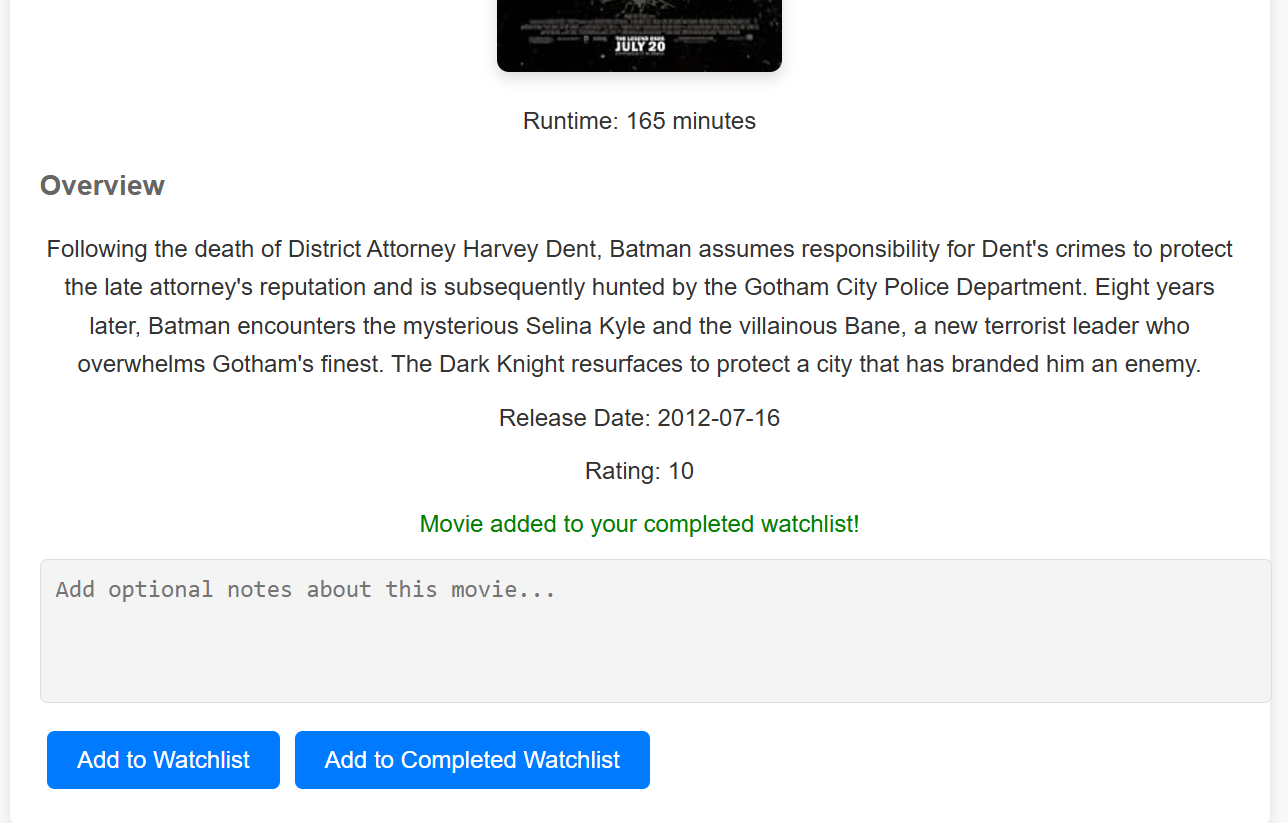 THE LEGEND ENDS
JULY 20
Runtime: 165 minutes
Overview
Following the death of District Attorney Harvey Dent, Batman assumes responsibility for Dent's crimes to protect
the late attorney's reputation and is subsequently hunted by the Gotham City Police Department. Eight years
later, Batman encounters the mysterious Selina Kyle and the villainous Bane, a new terrorist leader who
overwhelms Gotham's finest. The Dark Knight resurfaces to protect a city that has branded him an enemy.
Release Date: 2012-07-16
Rating: 10
Movie added to your completed watchlist!
Add optional notes about this movie...
Add to Watchlist
Add to Completed Watchlist